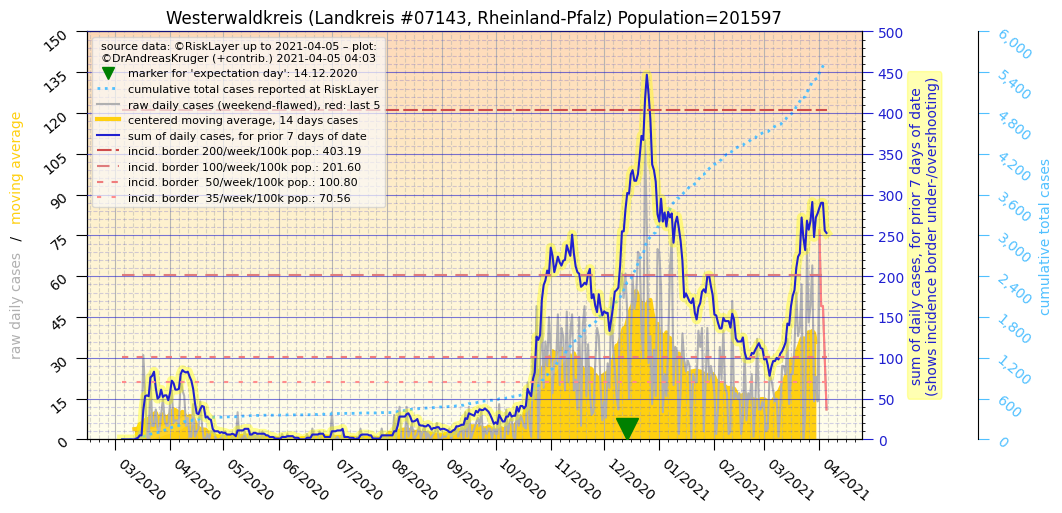 Westerwaldkreis (Landkreis #07143, Rheinland-Pfalz) Population=201597
source data: ©RiskLayer up to 2021-04-05 – plot:
©DrAndreasKruger (+contrib.) 2021-04-05 04:03
marker for 'expectation day': 14.12.2020
cumulative total cases reported at RiskLayer
raw daily cases (weekend-flawed), red: last 5
centered moving average, 14 days cases
sum of daily cases, for prior 7 days of date
incid. border 200/week/100k pop.: 403.19
incid. border 100/week/100k pop.: 201.60
incid. border  50/week/100k pop.: 100.80
incid. border  35/week/100k pop.: 70.56
raw daily cases  /  moving average
150
135
120
105
90
75
60
45
30
15
0
03/2020
04/2020
05/2020
06/2020
07/2020
08/2020
09/2020
10/2020
11/2020
12/2020
01/2021
02/2021
03/2021
04/2021
500
450
400
350
300
250
200
150
100
50
0
sum of daily cases, for prior 7 days of date
(shows incidence border under-/overshooting)
6,000
5,400
4,800
4,200
3,600
3,000
2,400
1,800
1,200
600
0
cumulative total cases